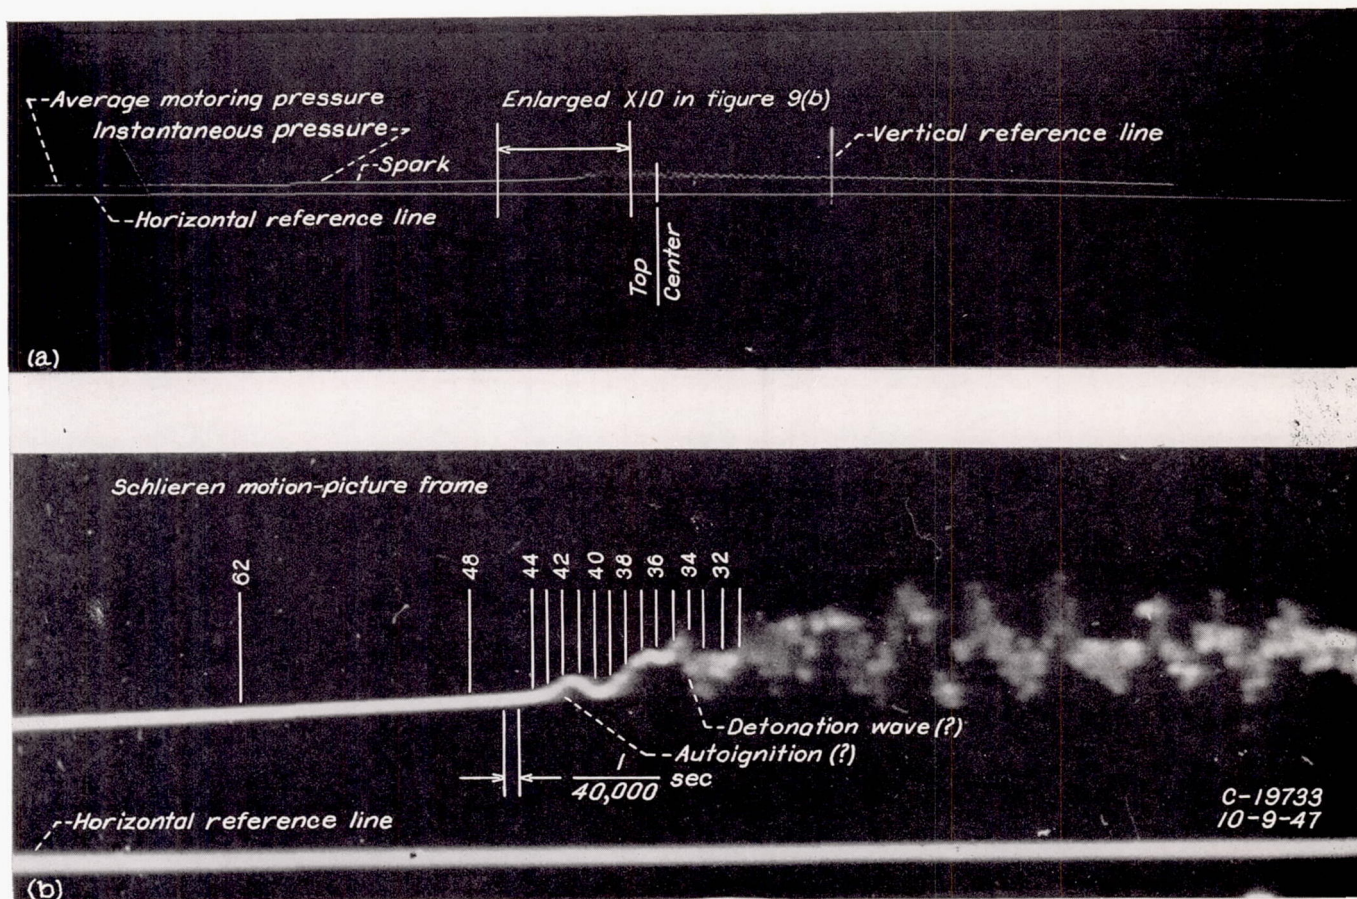 Average motoring pressure
Enlarged X10 in figure 9(b)
Instantaneous pressure
Vertical reference line
Spark
Horizontal reference line
Top
Center
(a)
Schlieren motion-picture frame
62
48
44
42
40
38
36
34
32
Detonation wave(?)
Autoignition(?)
1
40,000 sec
C-19733
10-9-47
Horizontal reference line
(b)